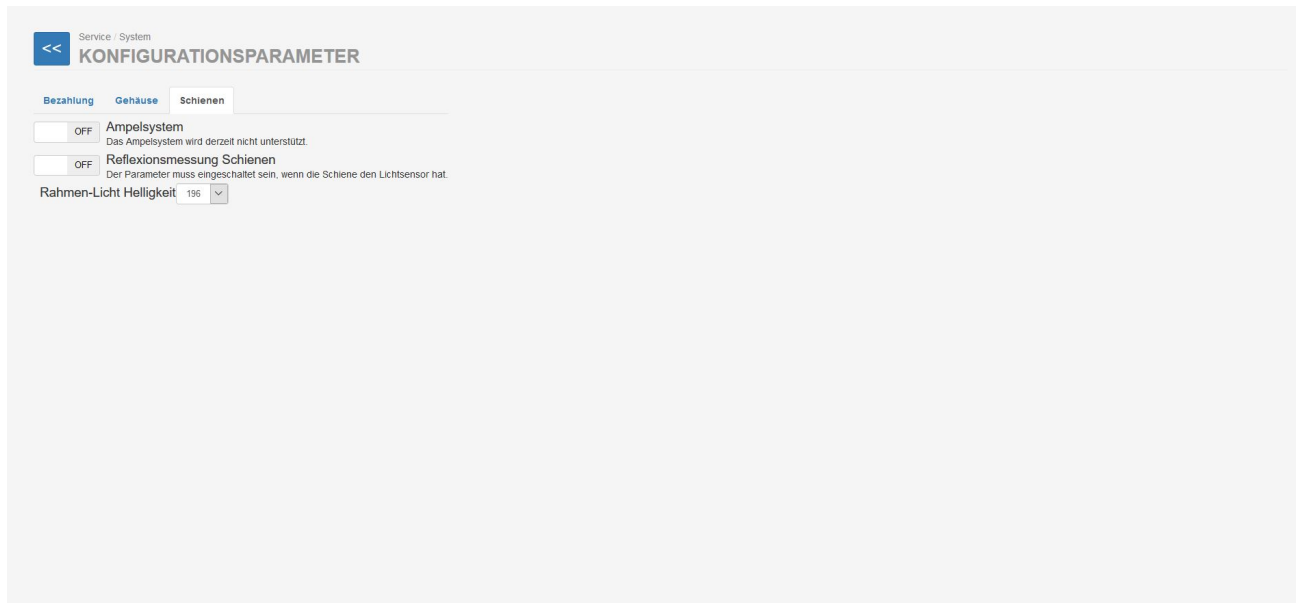 <<
Service / System
KONFIGURATIONSPARAMETER
Bezahlung Gehäuse Schienen
OFF Ampelsystem
Das Ampelsystem wird derzeit nicht unterstützt.
OFF Reflexionsmessung Schienen
Der Parameter muss eingeschaltet sein, wenn die Schiene den Lichtsensor hat.
Rahmen-Licht Helligkeit 196